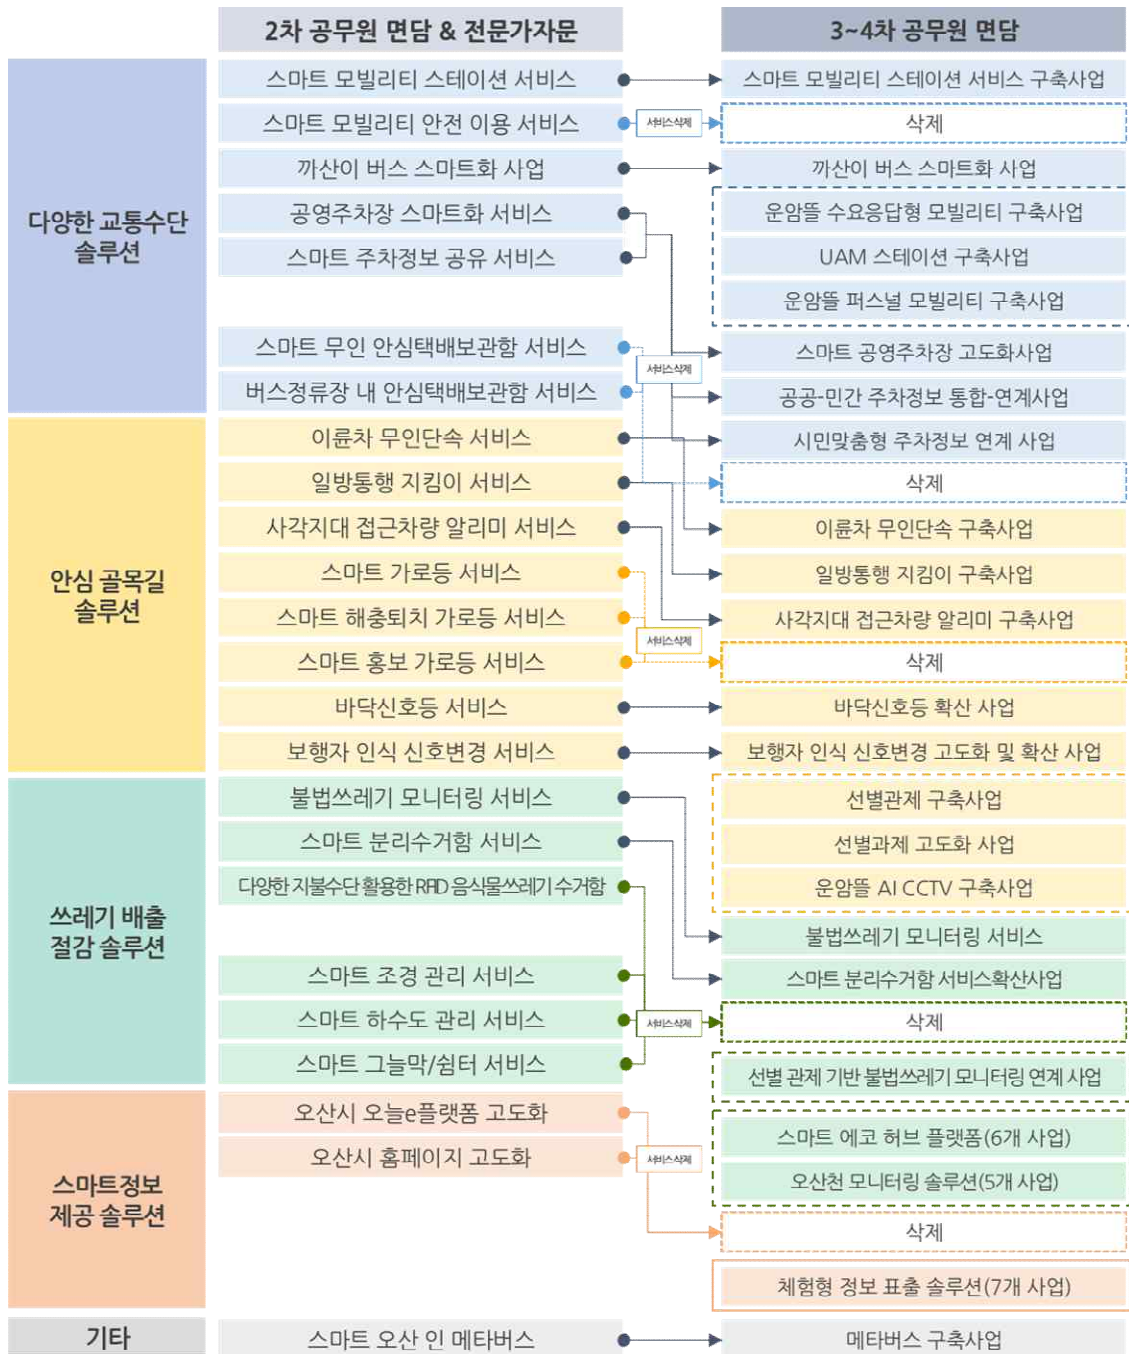 2차 공무원 면담 & 전문가자문
3~4차 공무원 면담
다양한 교통수단
솔루션
스마트 모빌리티 스테이션 서비스
스마트 모빌리티 스테이션 서비스 구축사업
스마트 모빌리티 안전 이용 서비스
서비스삭제
삭제
까산이 버스 스마트화 사업
까산이 버스 스마트화 사업
공영주차장 스마트화 서비스
운암뜰 수요응답형 모빌리티 구축사업
스마트 주차정보 공유 서비스
UAM 스테이션 구축사업
운암뜰 퍼스널 모빌리티 구축사업
스마트 무인 안심택배보관함 서비스
서비스삭제
스마트 공영주차장 고도화사업
버스정류장 내 안심택배보관함 서비스
공공-민간 주차정보 통합-연계사업
안심 골목길
솔루션
이륜차 무인단속 서비스
시민맞춤형 주차정보 연계 사업
일방통행 지킴이 서비스
삭제
사각지대 접근차량 알리미 서비스
이륜차 무인단속 구축사업
스마트 가로등 서비스
일방통행 지킴이 구축사업
스마트 해충퇴치 가로등 서비스
서비스삭제
사각지대 접근차량 알리미 구축사업
스마트 홍보 가로등 서비스
삭제
바닥신호등 서비스
바닥신호등 확산 사업
보행자 인식 신호변경 서비스
보행자 인식 신호변경 고도화 및 확산 사업
쓰레기 배출
절감 솔루션
불법쓰레기 모니터링 서비스
선별관제 구축사업
스마트 분리수거함 서비스
선별과제 고도화 사업
다양한 지불수단 활용한 RFID 음식물쓰레기 수거함
운암뜰 AI CCTV 구축사업
불법쓰레기 모니터링 서비스
스마트 조경 관리 서비스
스마트 분리수거함 서비스확산사업
스마트 하수도 관리 서비스
서비스삭제
삭제
스마트 그늘막/쉼터 서비스
선별 관제 기반 불법쓰레기 모니터링 연계 사업
스마트정보
제공 솔루션
오산시 오늘e플랫폼 고도화
스마트 에코 허브 플랫폼(6개 사업)
오산시 홈페이지 고도화
서비스삭제
오산천 모니터링 솔루션(5개 사업)
삭제
체험형 정보 표출 솔루션(7개 사업)
기타
스마트 오산 인 메타버스
메타버스 구축사업